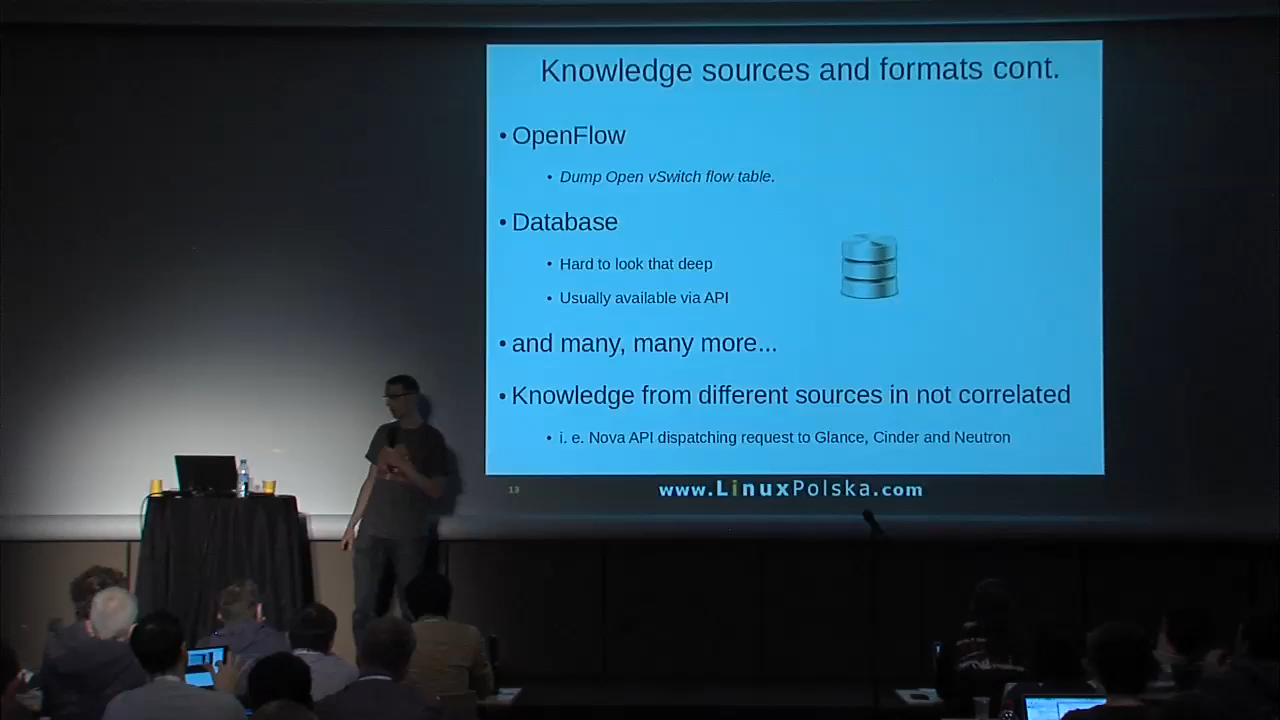 Knowledge sources and formats cont.
• OpenFlow
• Dump Open vSwitch flow table.
• Database
• Hard to look that deep
• Usually available via API
• and many, many more...
• Knowledge from different sources in not correlated
• i. e. Nova API dispatching request to Glance, Cinder and Neutron
13
www.LinuxPolska.com